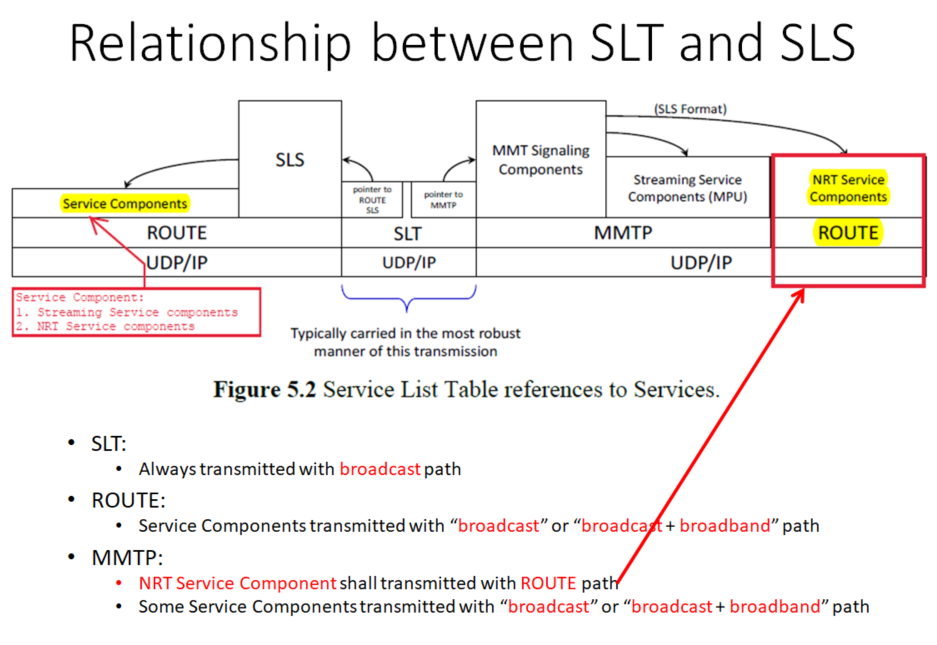 Relationship between SLT and SLS
(SLS Format)
SLS
MMT Signaling
Components
pointer to
ROUTE
SLS
pointer to
MMTP
Streaming Service
Components (MPU)
NRT Service
Components
Service Components
ROUTE
SLT
MMTP
ROUTE
UDP/IP
UDP/IP
UDP/IP
Service Component:
1. Streaming Service components
2. NRT Service components
Typically carried in the most robust
manner of this transmission
Figure 5.2 Service List Table references to Services.
• SLT:
• Always transmitted with broadcast path
• ROUTE:
• Service Components transmitted with “broadcast” or “broadcast + broadband” path
• MMTP:
• NRT Service Component shall transmitted with ROUTE path
• Some Service Components transmitted with “broadcast” or “broadcast + broadband” path